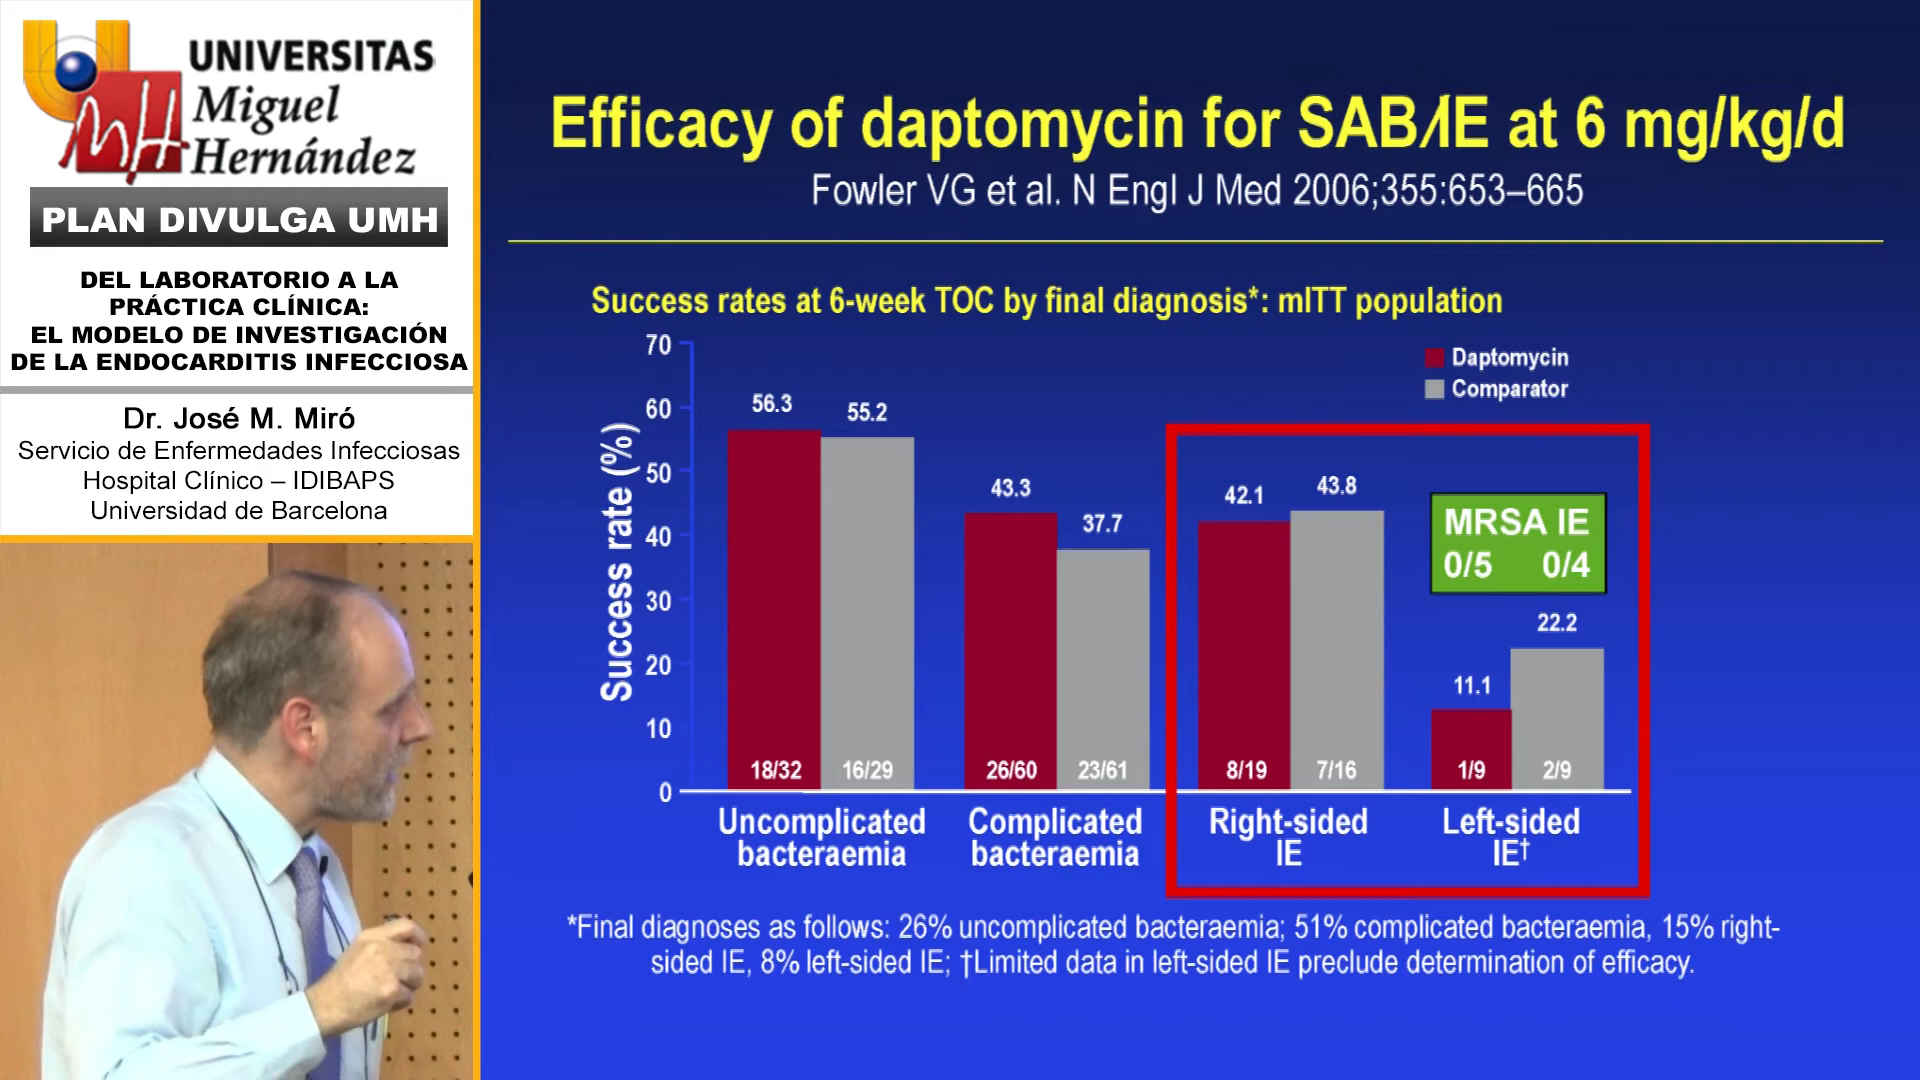 UNIVERSITAS
Miguel
Hernández
PLAN DIVULGA UMH
DEL LABORATORIO A LA
PRÁCTICA CLÍNICA:
EL MODELO DE INVESTIGACIÓN
DE LA ENDOCARDITIS INFECCIOSA
Dr. José M. Miró
Servicio de Enfermedades Infecciosas
Hospital Clínico – IDIBAPS
Universidad de Barcelona
Efficacy of daptomycin for SAB/IE at 6 mg/kg/d
Fowler VG et al. N Engl J Med 2006;355:653–665
Success rates at 6-week TOC by final diagnosis*: mITT population
Success rate (%)
70
60
50
40
30
20
10
0
Daptomycin
Comparator
56.3
55.2
43.3
37.7
42.1
43.8
MRSA IE
0/5 0/4
11.1
22.2
18/32
16/29
26/60
23/61
8/19
7/16
1/9
2/9
Uncomplicated
bacteraemia
Complicated
bacteraemia
Right-sided
IE
Left-sided
IE†
*Final diagnoses as follows: 26% uncomplicated bacteraemia; 51% complicated bacteraemia, 15% right-
sided IE, 8% left-sided IE; †Limited data in left-sided IE preclude determination of efficacy.